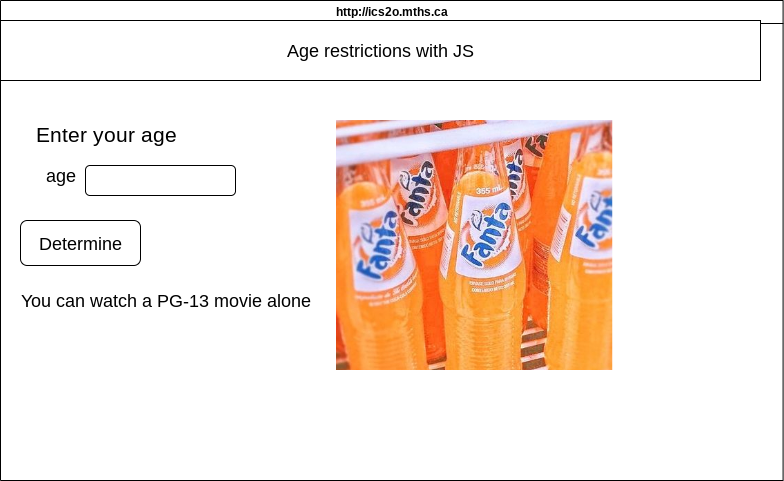 http://ics2o.mths.ca
Age restrictions with JS
Enter your age
age
Determine
You can watch a PG-13 movie alone
Fanta
Fanta
355 ml
Fanta
Fanta